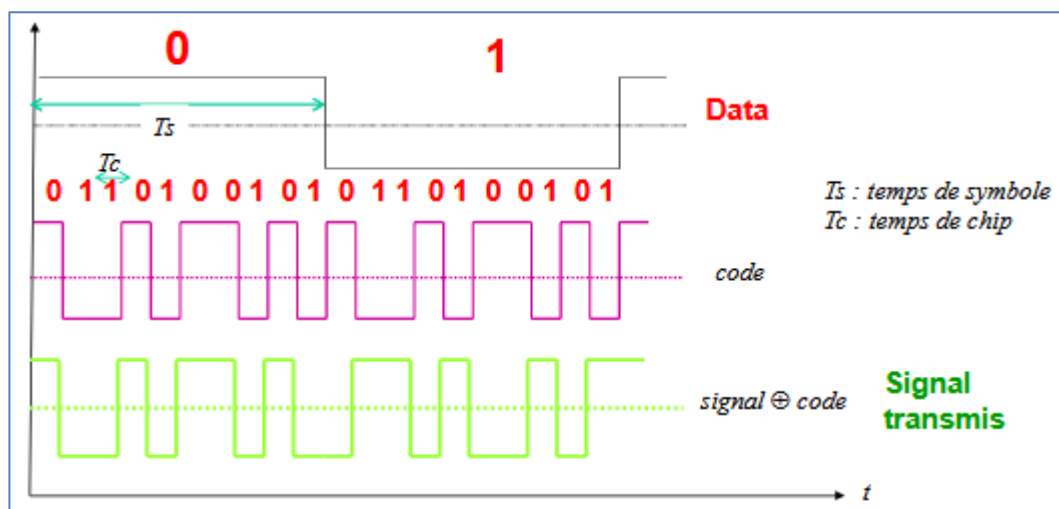 0 1
Data
Ts
Tc
0 1 1 0 1 0 0 1 0 1 0 1 1 0 1 0 0 1 0 1
Ts : temps de symbole
Tc : temps de chip
code
signal ⊕ code
Signal
transmis
t